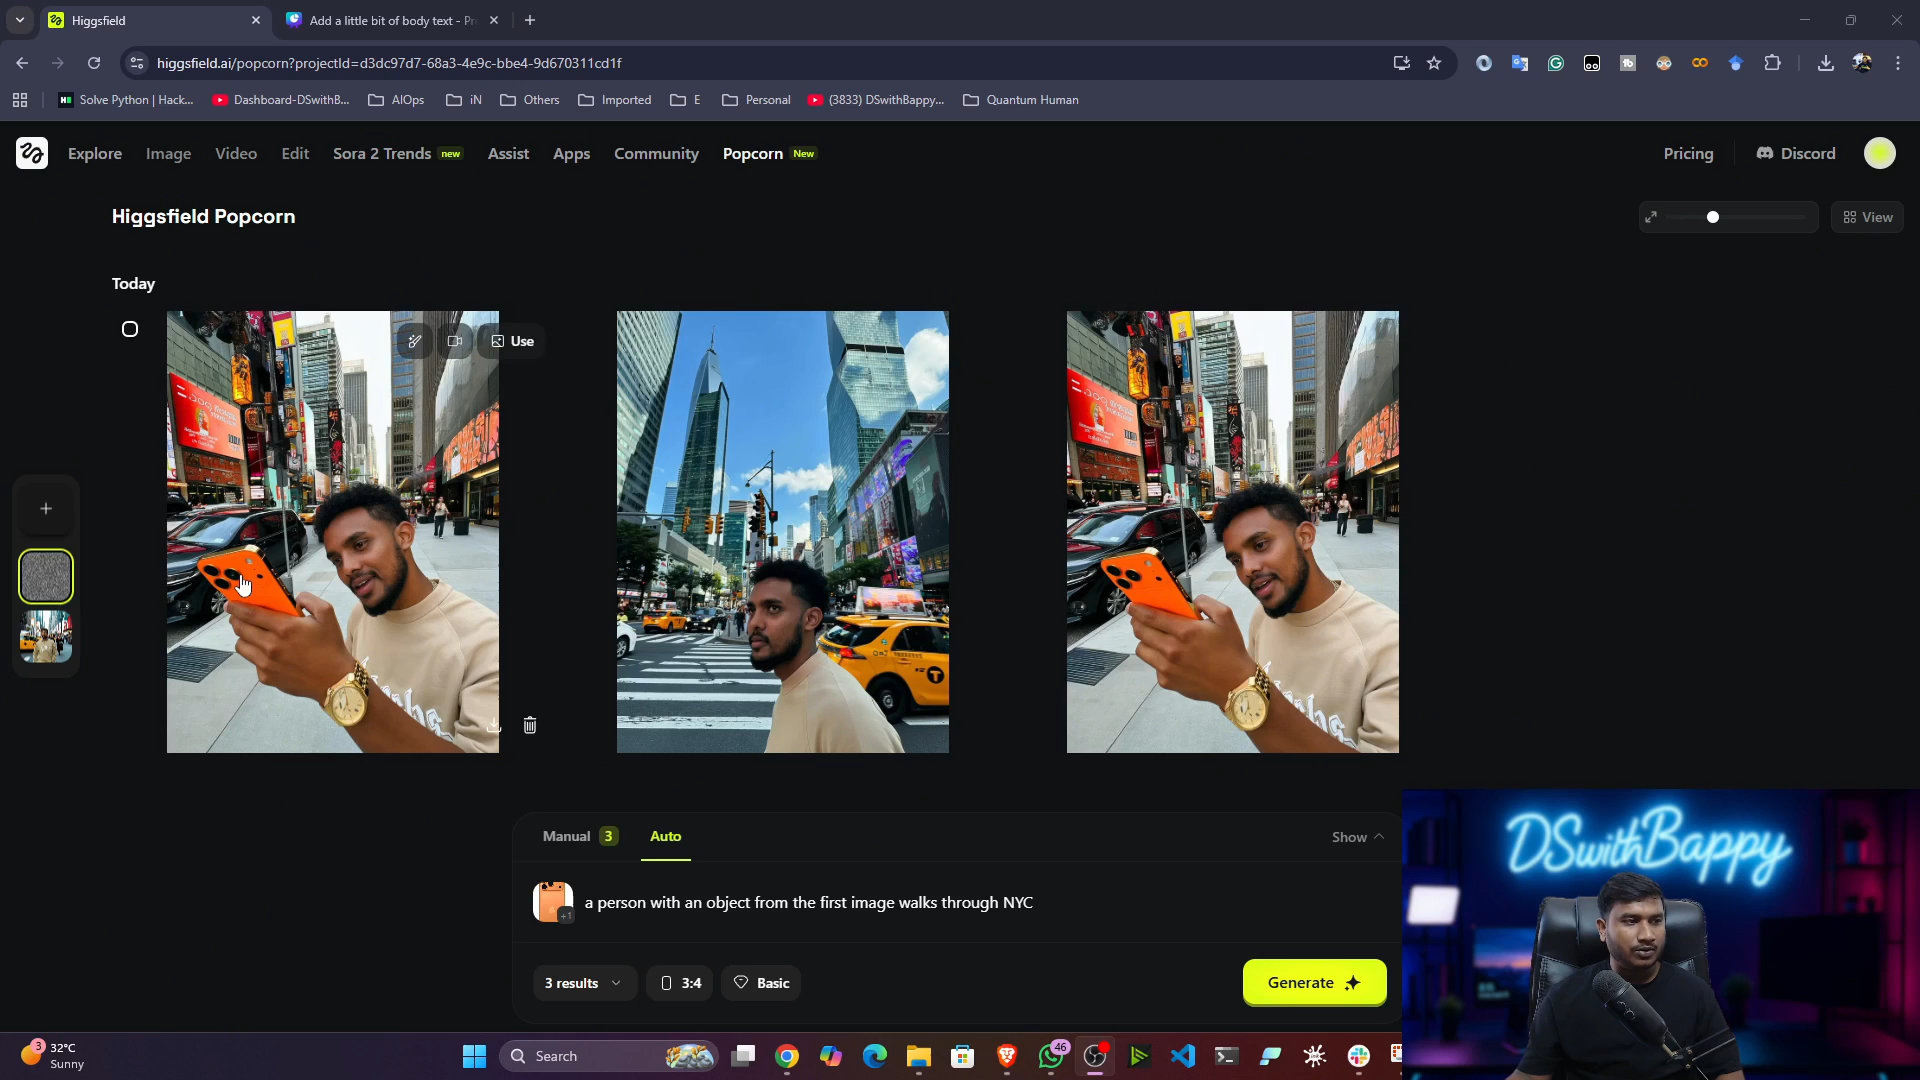 Higgsfield
Add a little bit of body text - Pr
higgsfield.ai/popcorn?projectId=d3dc97d7-68a3-4e9c-bbe4-9d670311cd1f
Solve Python | Hack...
Dashboard-DSwithB...
AIOps
iN
Others
Imported
E
Personal
(3833) DSwithBappy...
Quantum Human
Explore
Image
Video
Edit
Sora 2 Trends new
Assist
Apps
Community
Popcorn New
Pricing
Discord
Higgsfield Popcorn
View
Today
Use
Manual 3
Auto
Show
+1
a person with an object from the first image walks through NYC
3 results
3:4
Basic
Generate
DSwithBappy
3
32°C
Sunny
Search
46